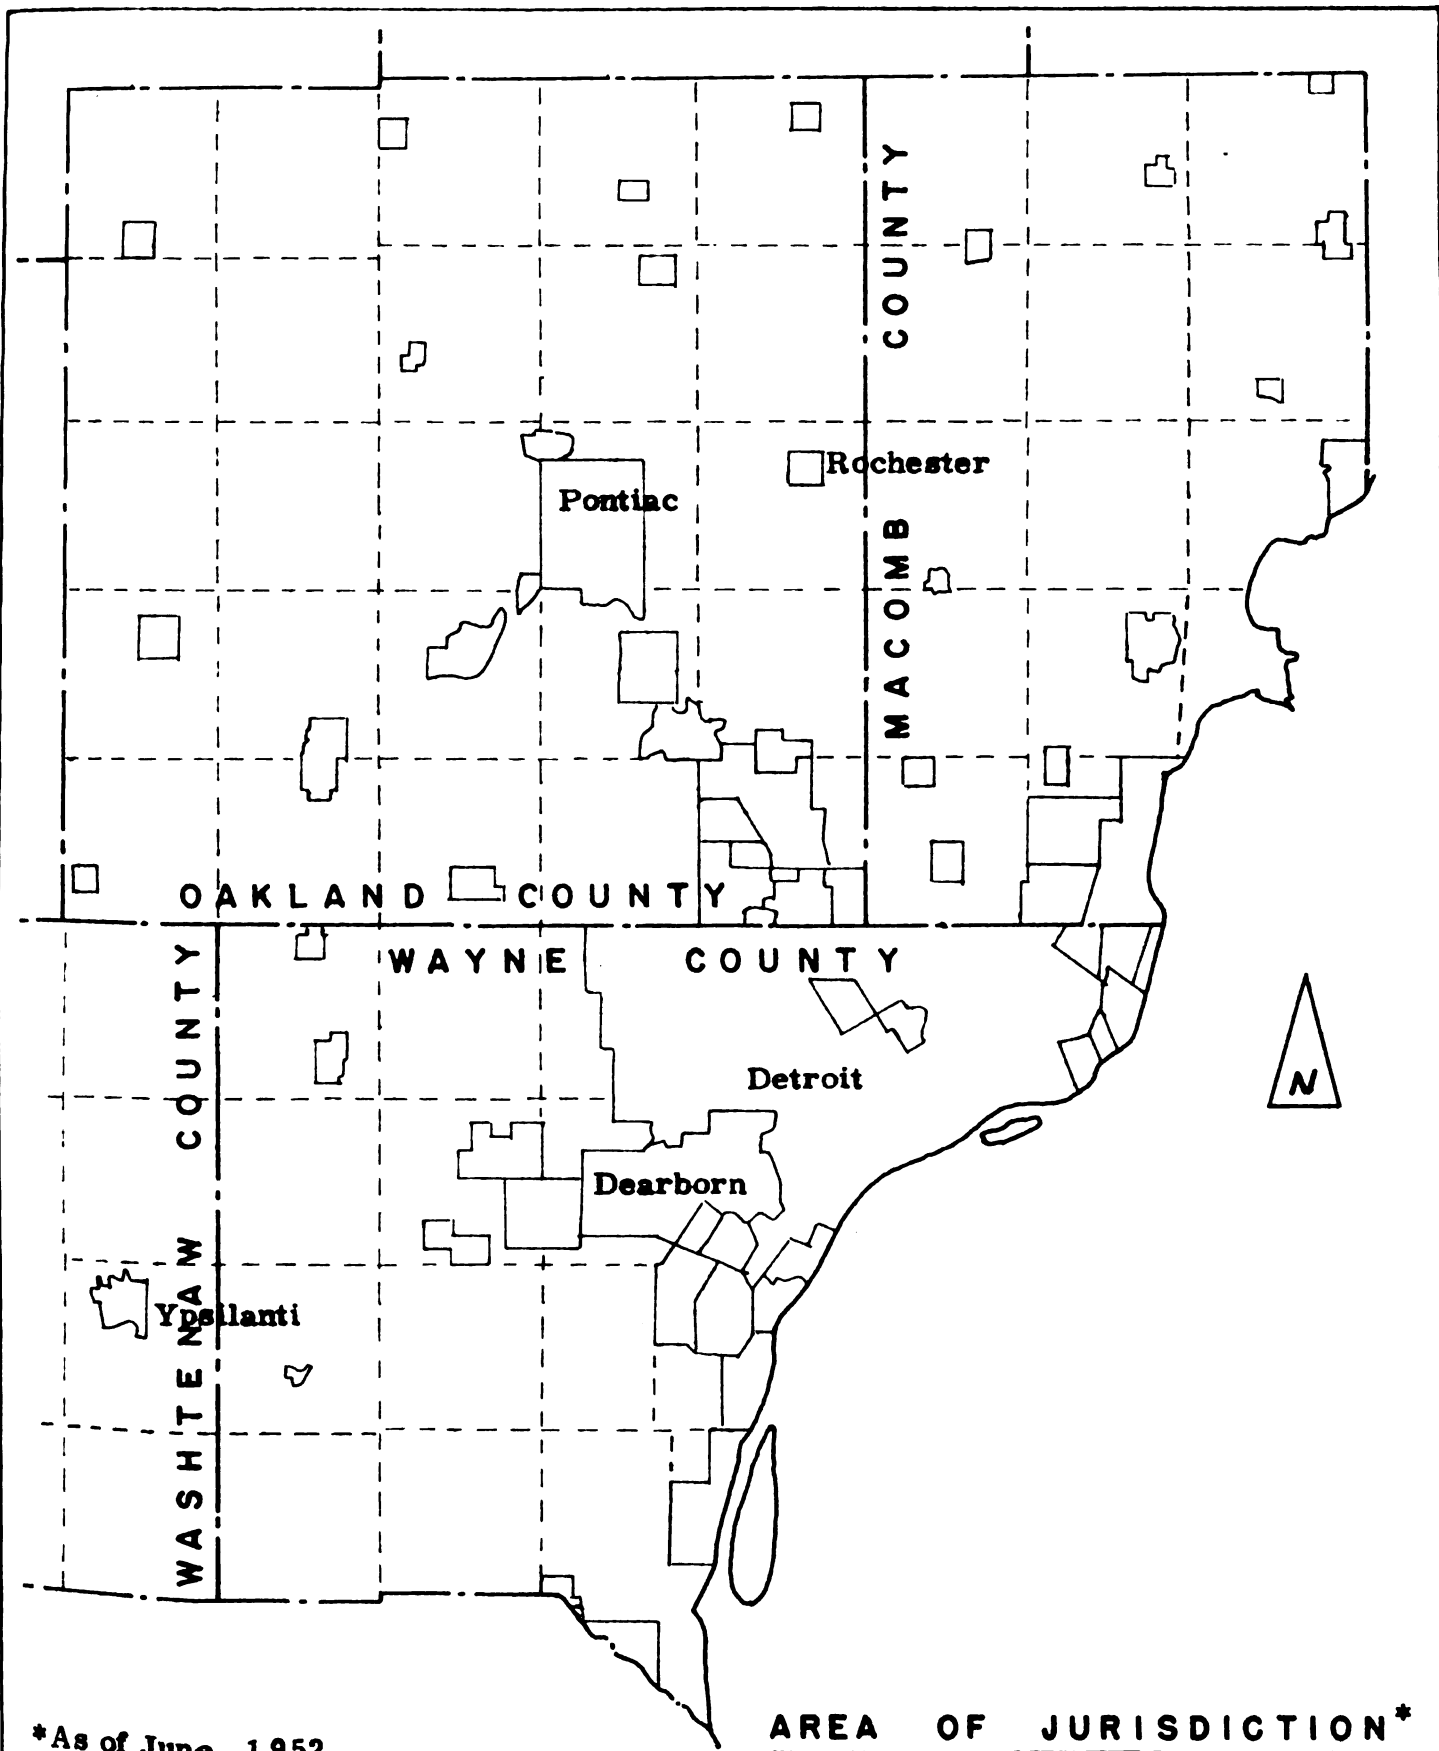 MACOMB COUNTY
Rochester
Pontiac
OAKLAND COUNTY
WAYNE COUNTY
WASHTENAW COUNTY
Detroit
N
Dearborn
Ypsilanti
*As of June, 1952
AREA OF JURISDICTION*